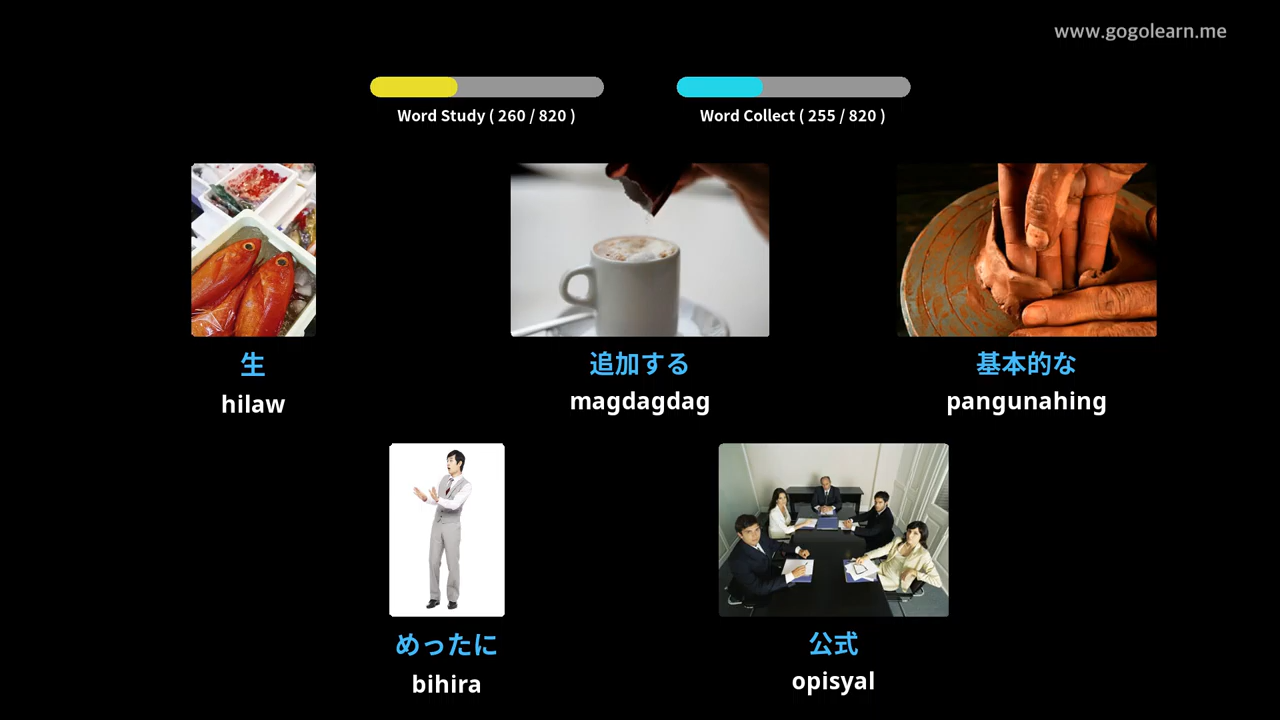 www.gogolearn.me
Word Study ( 260 / 820 )
Word Collect ( 255 / 820 )
生
hilaw
追加する
magdagdag
基本的な
pangunahing
めったに
bihira
公式
opisyal